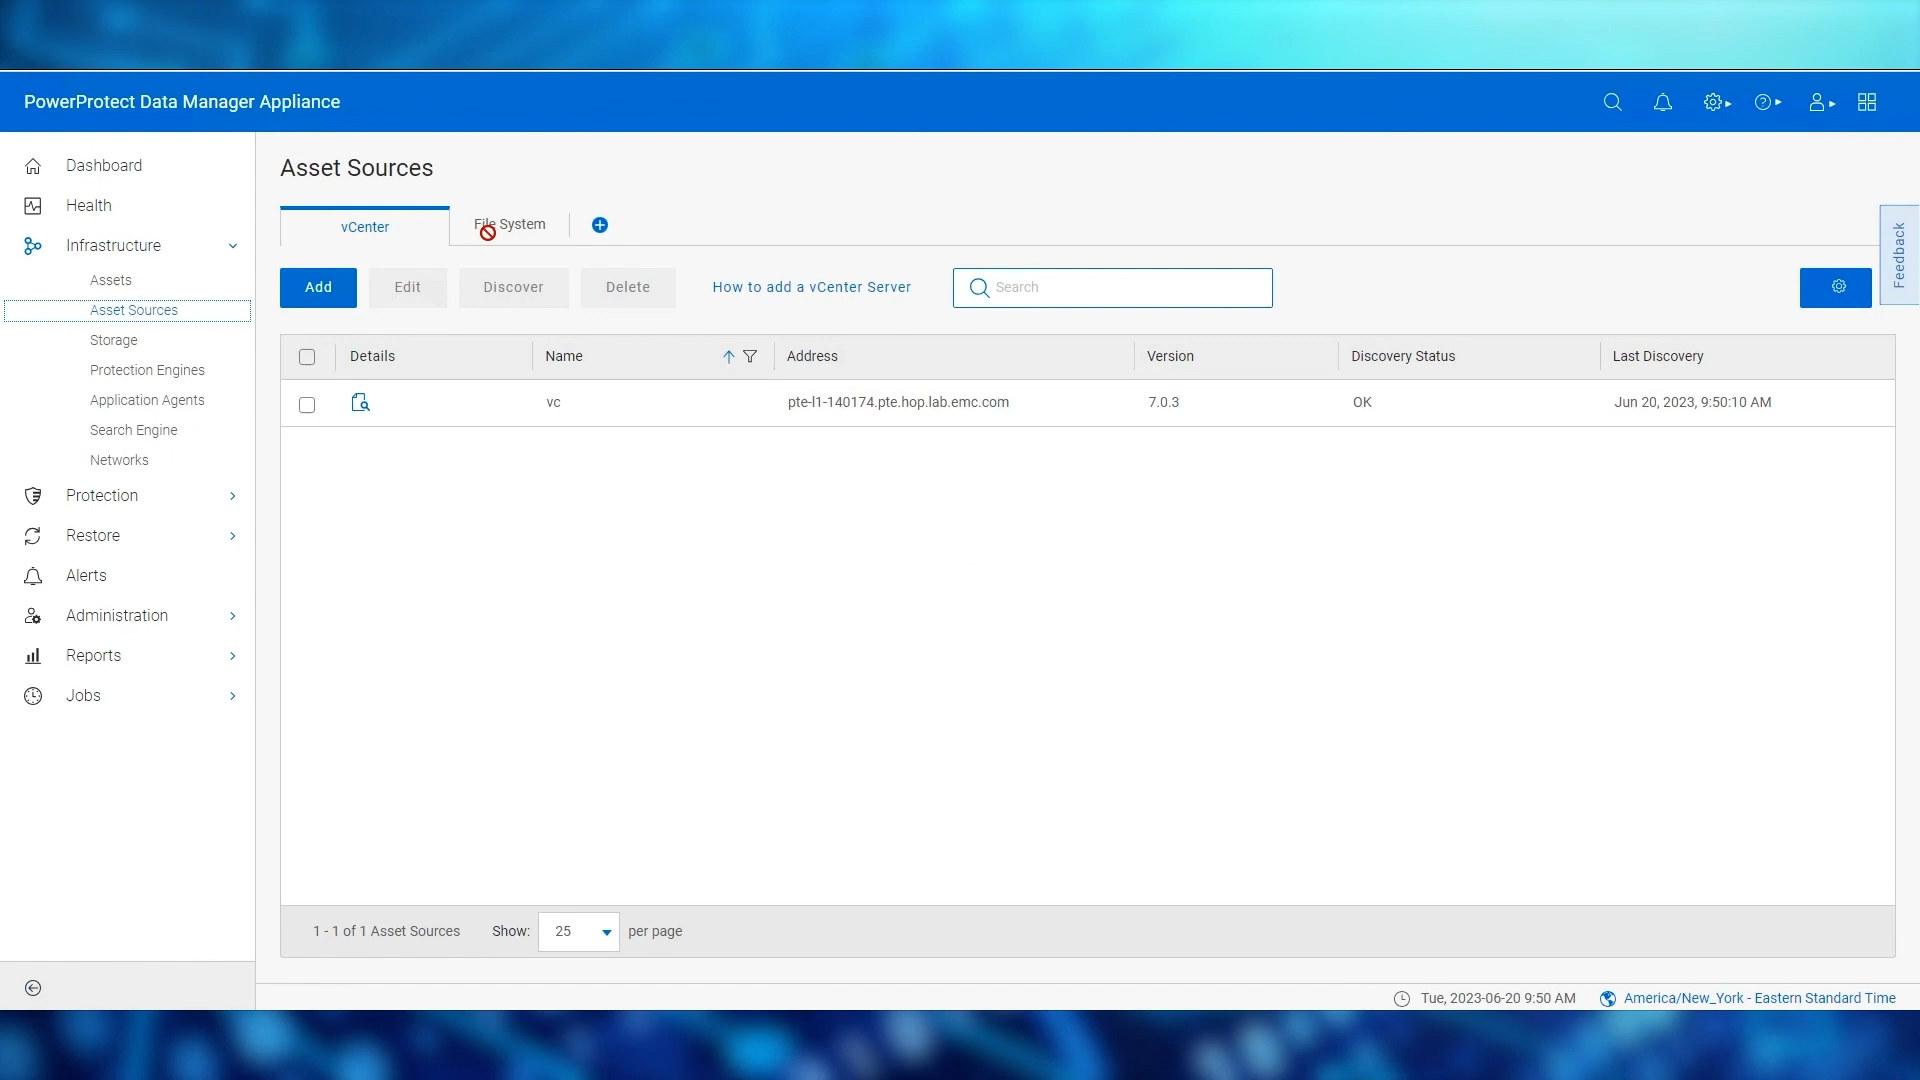 PowerProtect Data Manager Appliance
Dashboard
Health
Infrastructure
Assets
Asset Sources
Storage
Protection Engines
Application Agents
Search Engine
Networks
Protection
Restore
Alerts
Administration
Reports
Jobs
Asset Sources
vCenter
File System
Add
Edit
Discover
Delete
How to add a vCenter Server
Search
Feedback
Details
Name
Address
Version
Discovery Status
Last Discovery
vc
pte-l1-140174.pte.hop.lab.emc.com
7.0.3
OK
Jun 20, 2023, 9:50:10 AM
1 - 1 of 1 Asset Sources
Show:
25
per page
Tue, 2023-06-20 9:50 AM
America/New_York - Eastern Standard Time